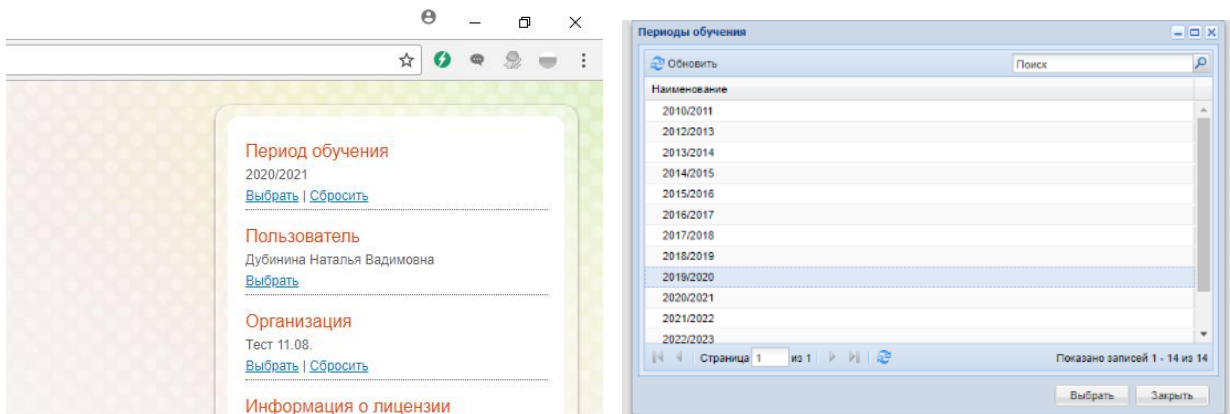 Период обучения
2020/2021
Выбрать | Сбросить
Пользователь
Дубинина Наталья Вадимовна
Выбрать
Организация
Тест 11.08.
Выбрать | Сбросить
Информация о лицензии
Периоды обучения
Обновить
Поиск
Наименование
2010/2011
2012/2013
2013/2014
2014/2015
2015/2016
2016/2017
2017/2018
2018/2019
2019/2020
2020/2021
2021/2022
2022/2023
Страница 1 из 1
Показано записей 1 - 14 из 14
Выбрать
Закрыть